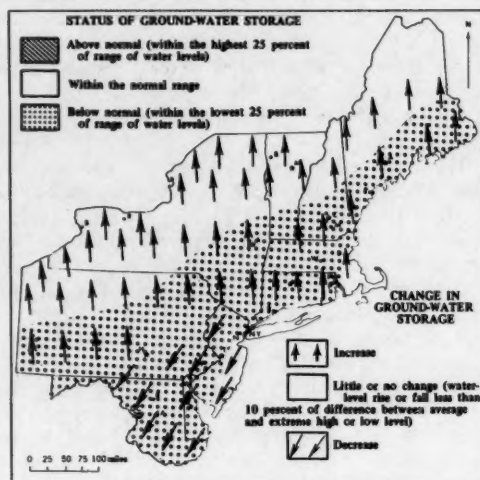 STATUS OF GROUND-WATER STORAGE
Above normal (within the highest 25 percent
of range of water levels)
Within the normal range
Below normal (within the lowest 25 percent
of range of water levels)
N
CHANGE IN
GROUND-WATER
STORAGE
Increase
Little or no change (water-
level rise or fall less than
10 percent of difference between average
and extreme high or low level)
Decrease
0 20 50 75 100 miles